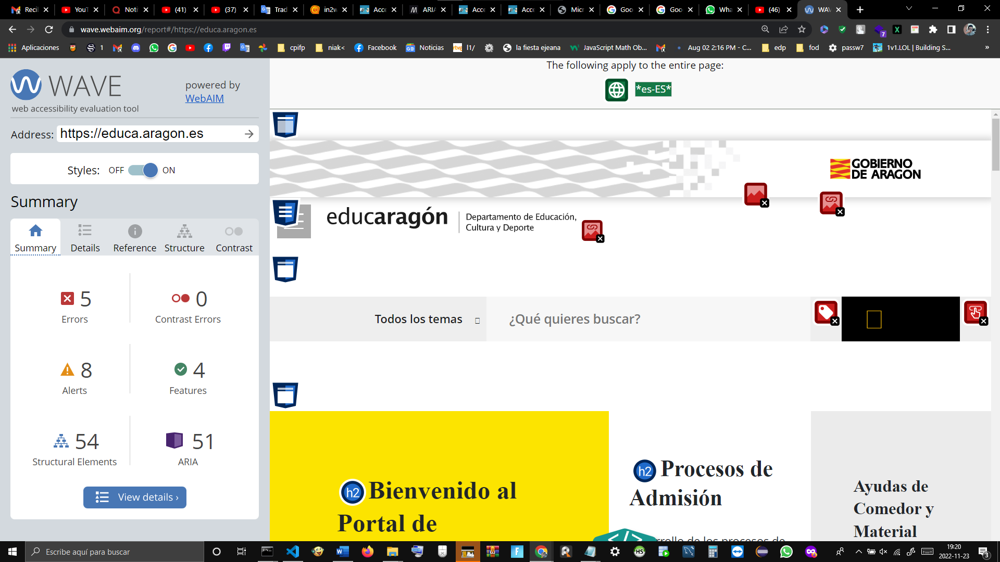 Recil
YouT
Noti
(41)
(37)
Trad
in2w
Acce
ARIA
Acce
Acce
Micr
Goo
Goo
Wha
(46)
WAV
wave.webaim.org/report#/https://educa.aragon.es
7
Aplicaciones
1
cpifp
niak<
Facebook
Noticias
rtve
l1/
la fiesta ejeana
JavaScript Math Ob...
Aug 02 2:16 PM - C...
edp
fod
passw7
1v1.LOL | Building S...
»
WAVE
powered by
WebAIM
web accessibility evaluation tool
Address:
https://educa.aragon.es
Styles:
OFF
ON
Summary
Summary
Details
Reference
Structure
Contrast
5
Errors
0
Contrast Errors
8
Alerts
4
Features
54
Structural Elements
51
ARIA
View details ›
The following apply to the entire page:
*es-ES*
GOBIERNO
DE ARAGON
educaragón
Departamento de Educación,
Cultura y Deporte
Todos los temas
¿Qué quieres buscar?
h2
Bienvenido al
Portal de
h2
Procesos de
Admisión
rrollo de los procesos de
Ayudas de
Comedor y
Material
Escribe aquí para buscar
19:20
2022-11-23
3